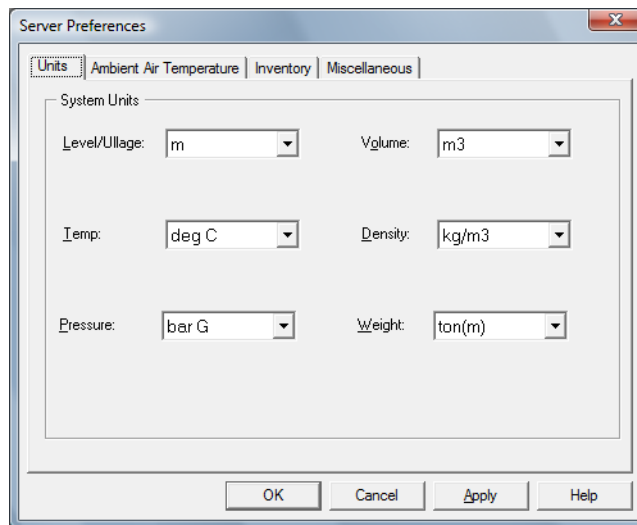 Server Preferences
Units Ambient Air Temperature Inventory Miscellaneous
System Units
Level/Ullage: m Volume: m3
Temp: deg C Density: kg/m3
Pressure: bar G Weight: ton(m)
OK Cancel Apply Help